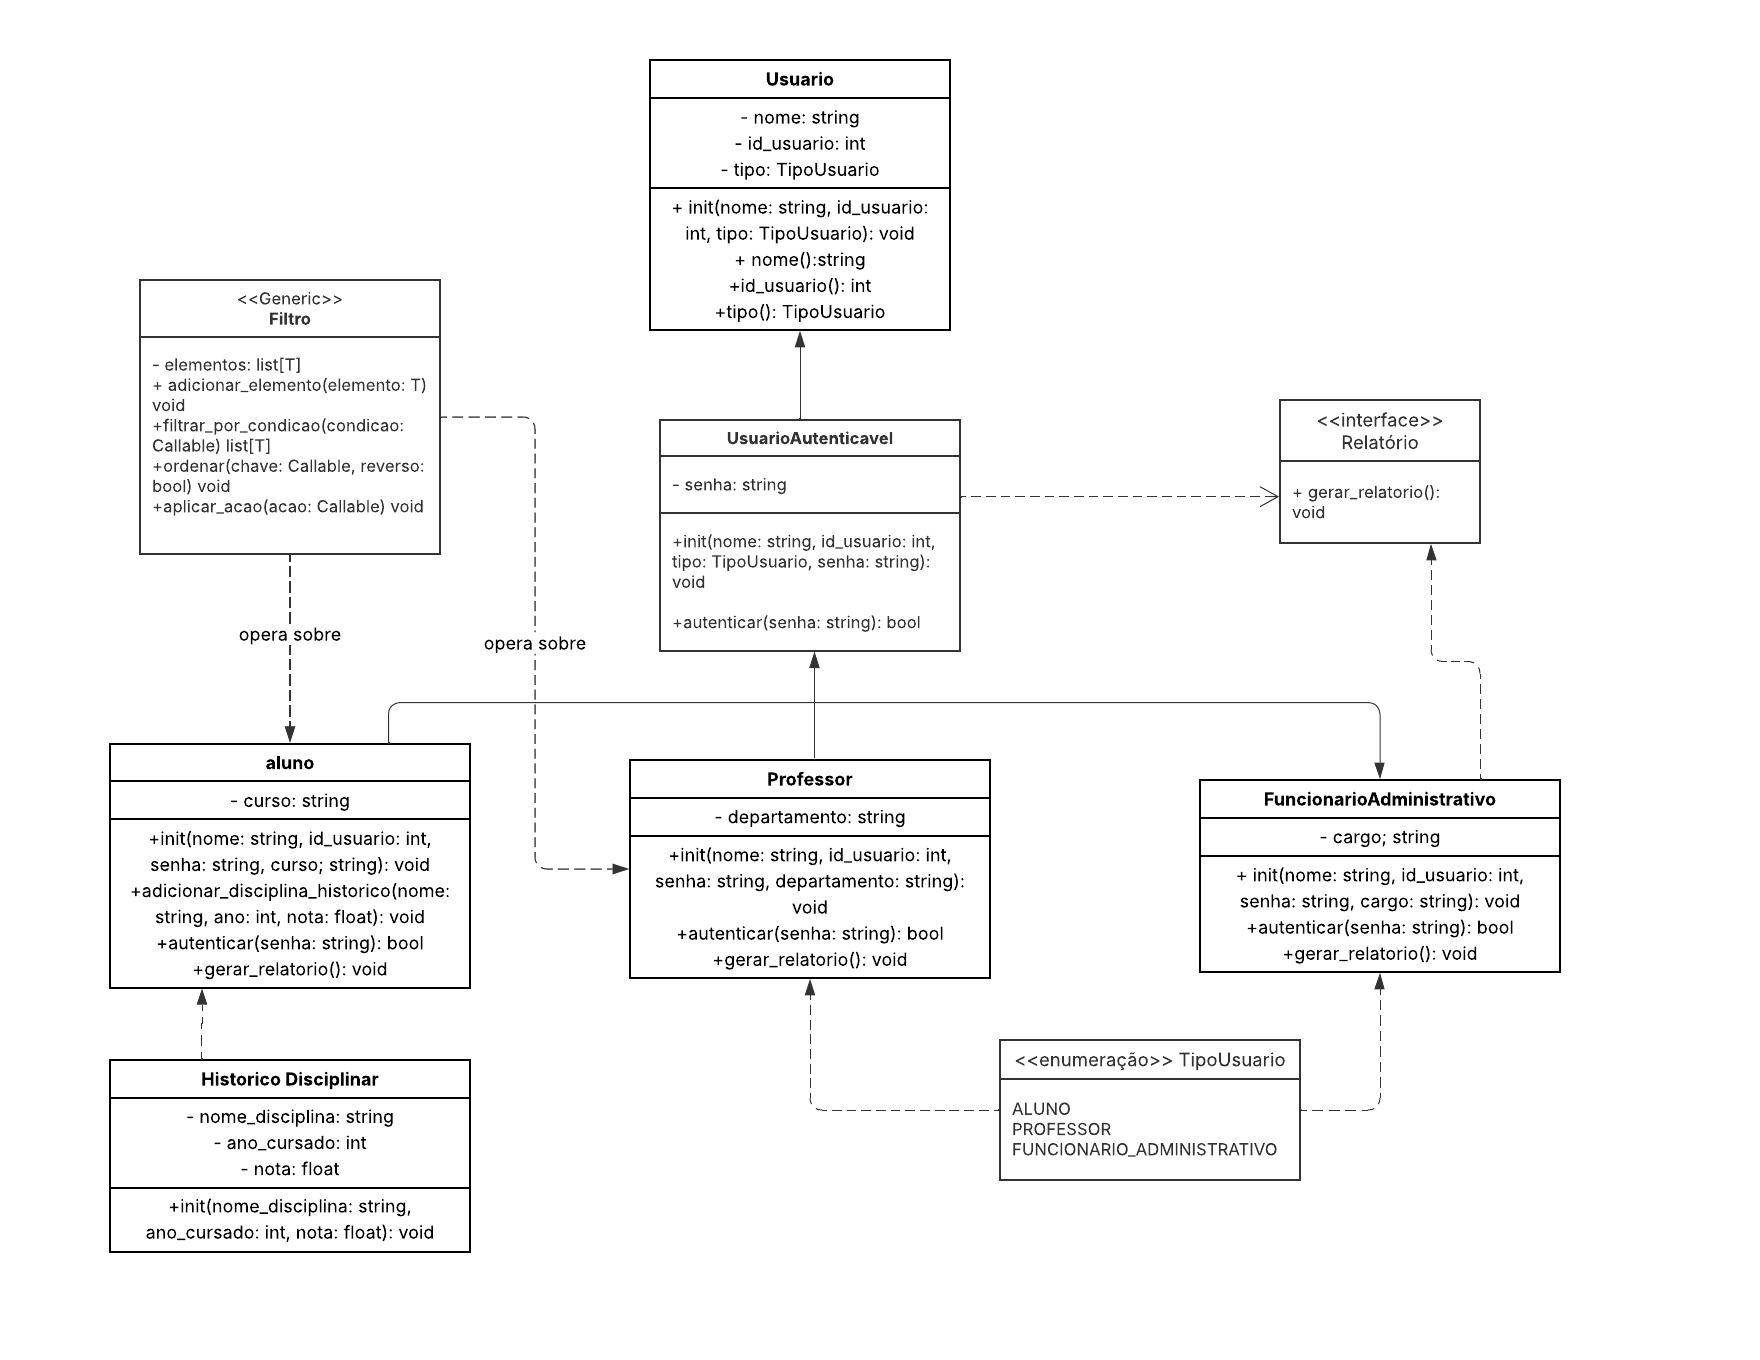 Usuario
- nome: string
- id_usuario: int
- tipo: TipoUsuario
+ init(nome: string, id_usuario:
int, tipo: TipoUsuario): void
+ nome():string
+id_usuario(): int
+tipo(): TipoUsuario
<<Generic>>
Filtro
- elementos: list[T]
+ adicionar_elemento(elemento: T)
void
+filtrar_por_condicao(condicao:
Callable) list[T]
+ordenar(chave: Callable, reverso:
bool) void
+aplicar_acao(acao: Callable) void
UsuarioAutenticavel
- senha: string
+init(nome: string, id_usuario: int,
tipo: TipoUsuario, senha: string):
void
+autenticar(senha: string): bool
<<interface>>
Relatório
+ gerar_relatorio():
void
opera sobre
opera sobre
aluno
- curso: string
+init(nome: string, id_usuario: int,
senha: string, curso; string): void
+adicionar_disciplina_historico(nome:
string, ano: int, nota: float): void
+autenticar(senha: string): bool
+gerar_relatorio(): void
Professor
- departamento: string
+init(nome: string, id_usuario: int,
senha: string, departamento: string):
void
+autenticar(senha: string): bool
+gerar_relatorio(): void
FuncionarioAdministrativo
- cargo; string
+ init(nome: string, id_usuario: int,
senha: string, cargo: string): void
+autenticar(senha: string): bool
+gerar_relatorio(): void
Historico Disciplinar
- nome_disciplina: string
- ano_cursado: int
- nota: float
+init(nome_disciplina: string,
ano_cursado: int, nota: float): void
<<enumeração>> TipoUsuario
ALUNO
PROFESSOR
FUNCIONARIO_ADMINISTRATIVO